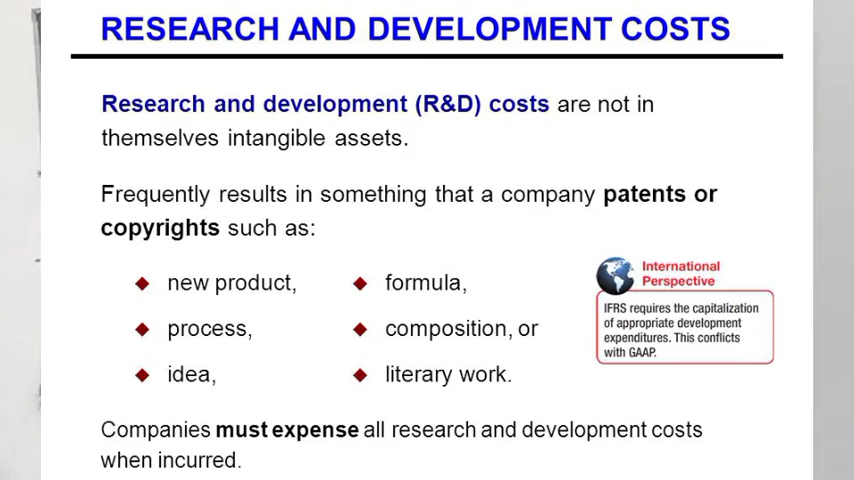 RESEARCH AND DEVELOPMENT COSTS
Research and development (R&D) costs are not in
themselves intangible assets.
Frequently results in something that a company patents or
copyrights such as:
new product,
process,
idea,
formula,
composition, or
literary work.
International
Perspective
IFRS requires the capitalization
of appropriate development
expenditures. This conflicts
with GAAP.
Companies must expense all research and development costs
when incurred.